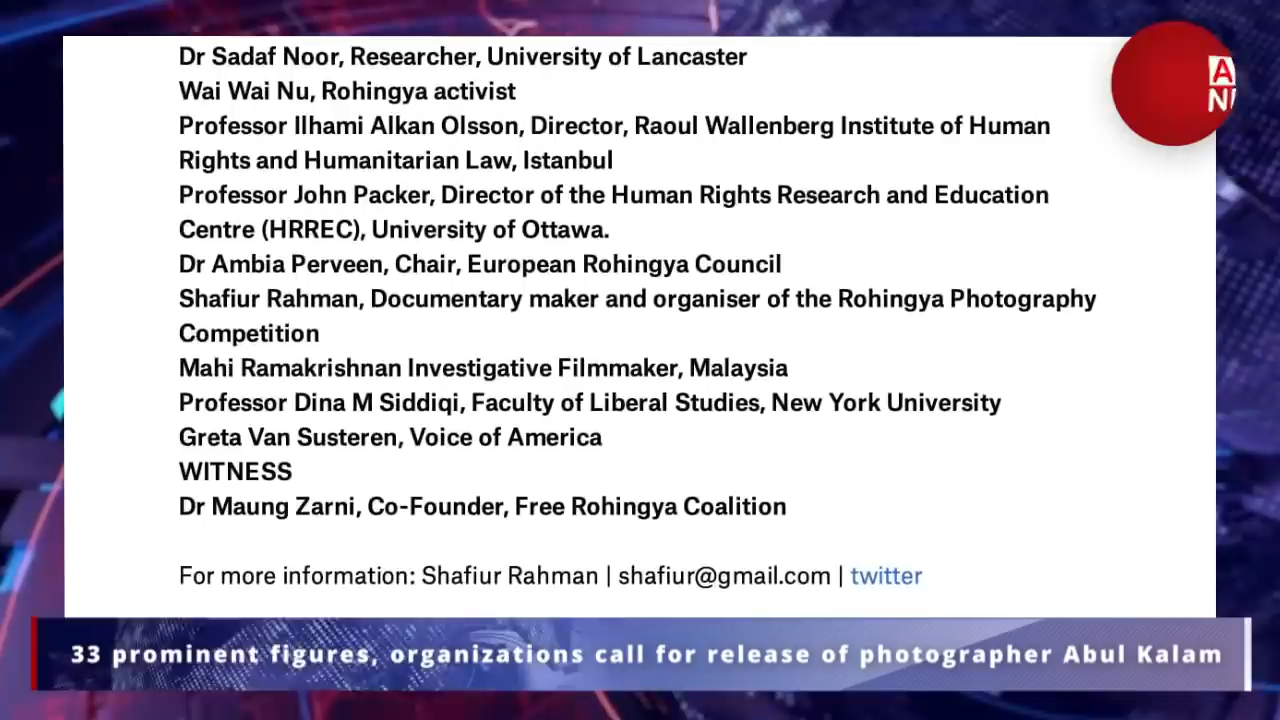 Dr Sadaf Noor, Researcher, University of Lancaster
Wai Wai Nu, Rohingya activist
Professor Ilhami Alkan Olsson, Director, Raoul Wallenberg Institute of Human
Rights and Humanitarian Law, Istanbul
Professor John Packer, Director of the Human Rights Research and Education
Centre (HRREC), University of Ottawa.
Dr Ambia Perveen, Chair, European Rohingya Council
Shafiur Rahman, Documentary maker and organiser of the Rohingya Photography
Competition
Mahi Ramakrishnan Investigative Filmmaker, Malaysia
Professor Dina M Siddiqi, Faculty of Liberal Studies, New York University
Greta Van Susteren, Voice of America
WITNESS
Dr Maung Zarni, Co-Founder, Free Rohingya Coalition
For more information: Shafiur Rahman | shafiur@gmail.com | twitter
33 prominent figures, organizations call for release of photographer Abul Kalam